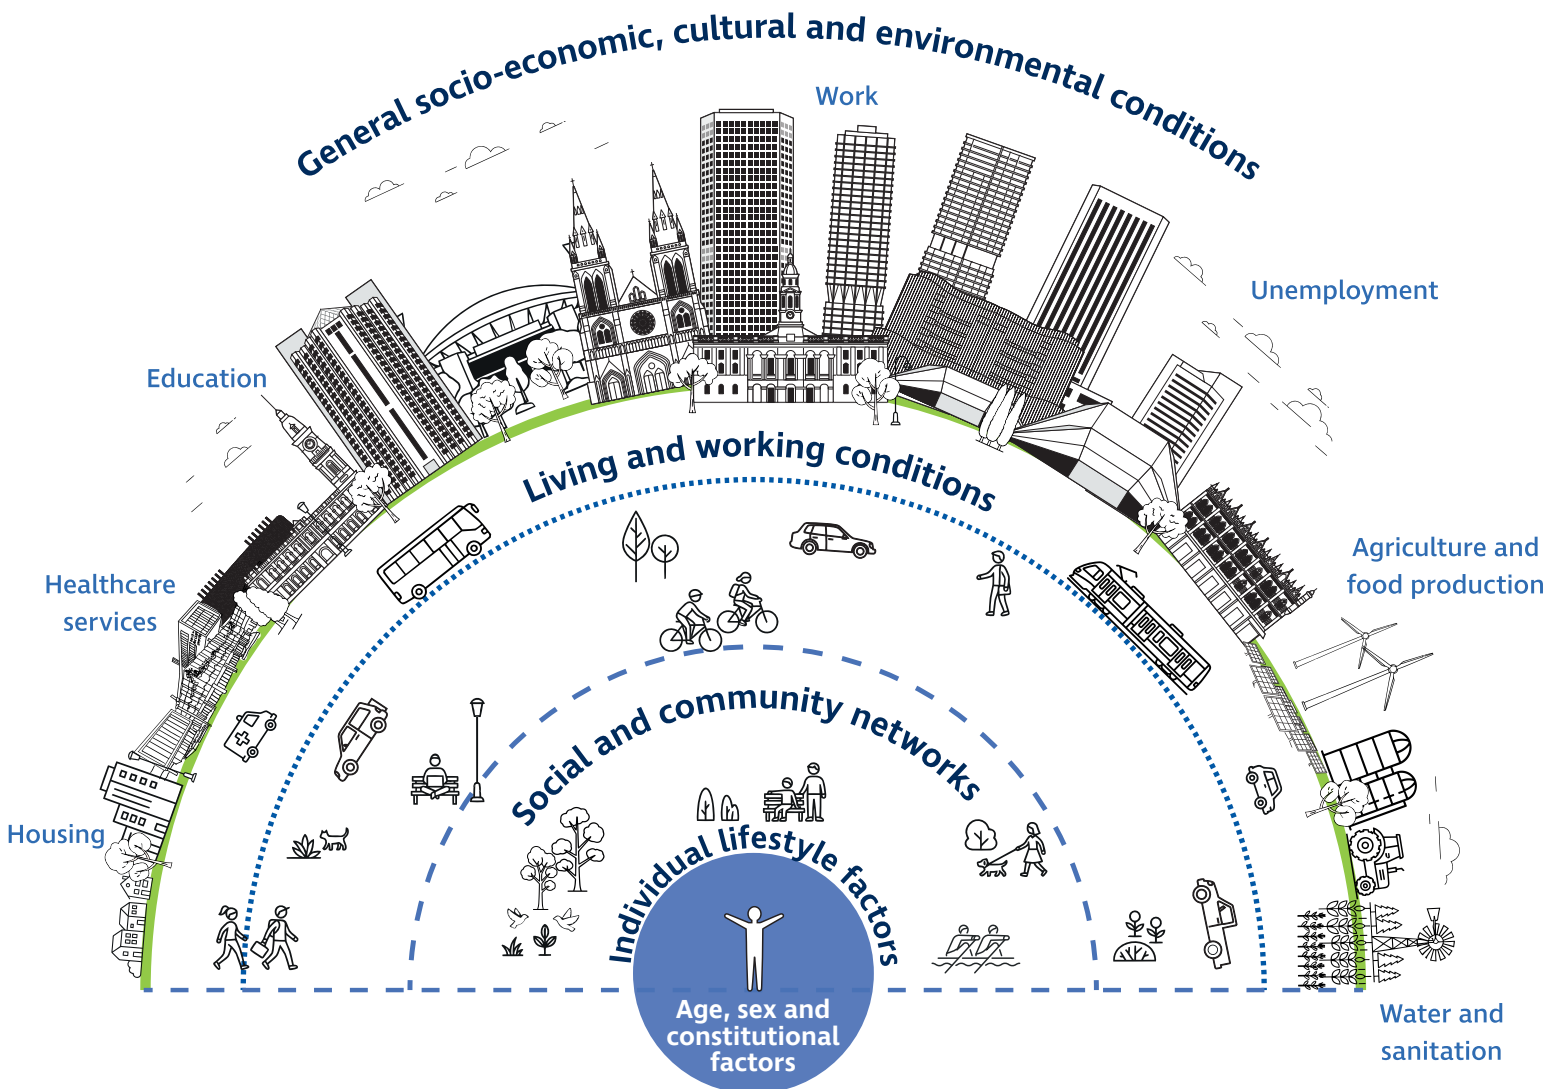 General socio-economic, cultural and environmental conditions
Work
Unemployment
Education
Living and working conditions
Agriculture and
food production
Healthcare
services
Social and community networks
Housing
Individual lifestyle factors
Age, sex and
constitutional
factors
Water and
sanitation